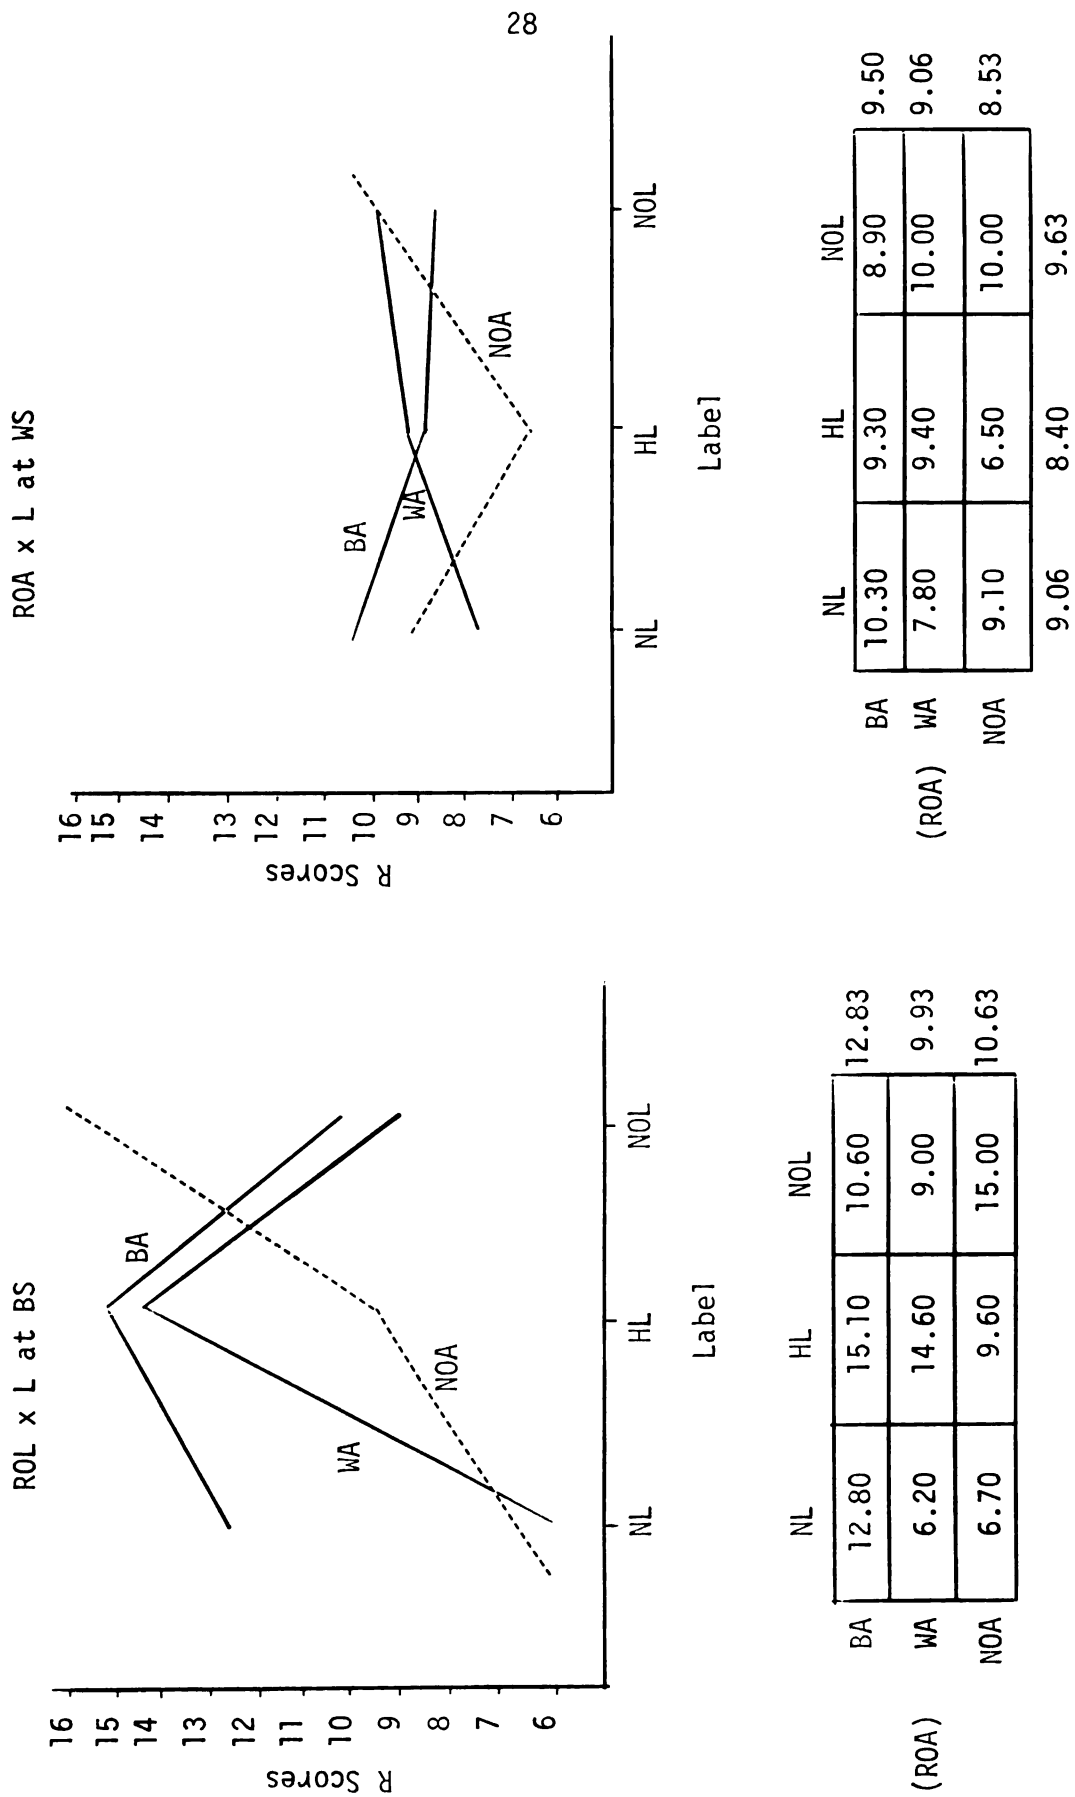 28
ROL x L at BS
R Scores
16
15
14
13
12
11
10
9
8
7
6
BA
WA
NOA
NL HL NOL
Label
NL HL NOL
BA 12.80 15.10 10.60 12.83
WA 6.20 14.60 9.00 9.93
NOA 6.70 9.60 15.00 10.63
(ROA)
ROA x L at WS
R Scores
16
15
14
13
12
11
10
9
8
7
6
BA
WA
NOA
NL HL NOL
Label
NL HL NOL
BA 10.30 9.30 8.90 9.50
WA 7.80 9.40 10.00 9.06
(ROA)
NOA 9.10 6.50 10.00 8.53
9.06 8.40 9.63